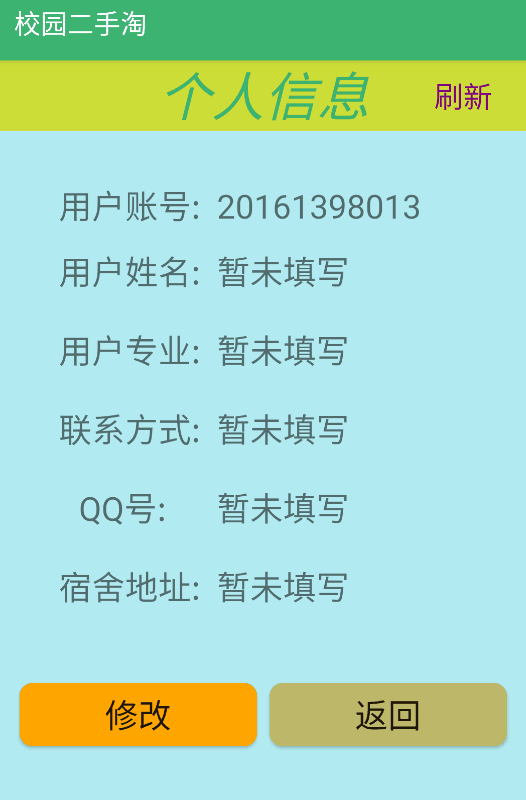 校园二手淘
个人信息 刷新
用户账号: 20161398013
用户姓名: 暂未填写
用户专业: 暂未填写
联系方式: 暂未填写
QQ号: 暂未填写
宿舍地址: 暂未填写
修改 返回